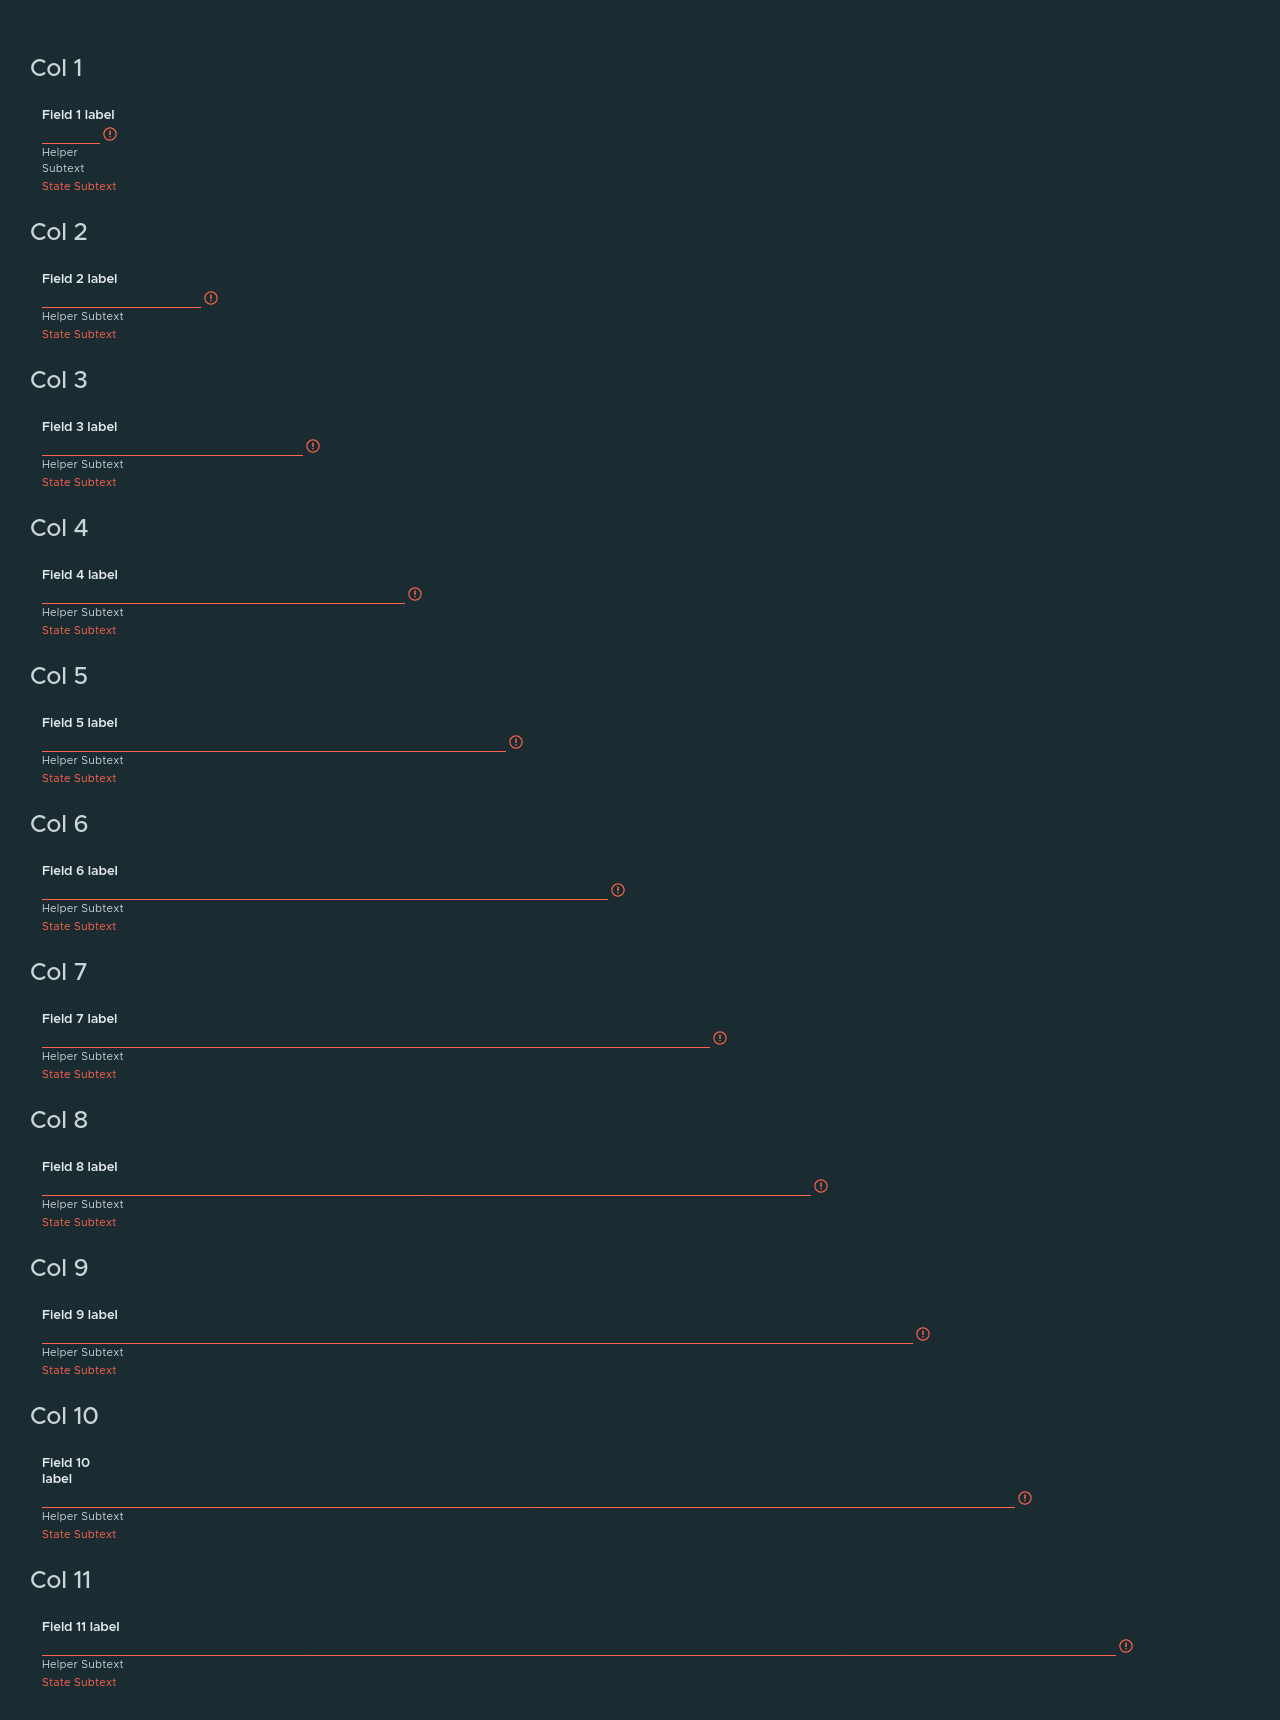 Col 1
Field 1 label
Helper
Subtext
State Subtext
Col 2
Field 2 label
Helper Subtext
State Subtext
Col 3
Field 3 label
Helper Subtext
State Subtext
Col 4
Field 4 label
Helper Subtext
State Subtext
Col 5
Field 5 label
Helper Subtext
State Subtext
Col 6
Field 6 label
Helper Subtext
State Subtext
Col 7
Field 7 label
Helper Subtext
State Subtext
Col 8
Field 8 label
Helper Subtext
State Subtext
Col 9
Field 9 label
Helper Subtext
State Subtext
Col 10
Field 10
label
Helper Subtext
State Subtext
Col 11
Field 11 label
Helper Subtext
State Subtext